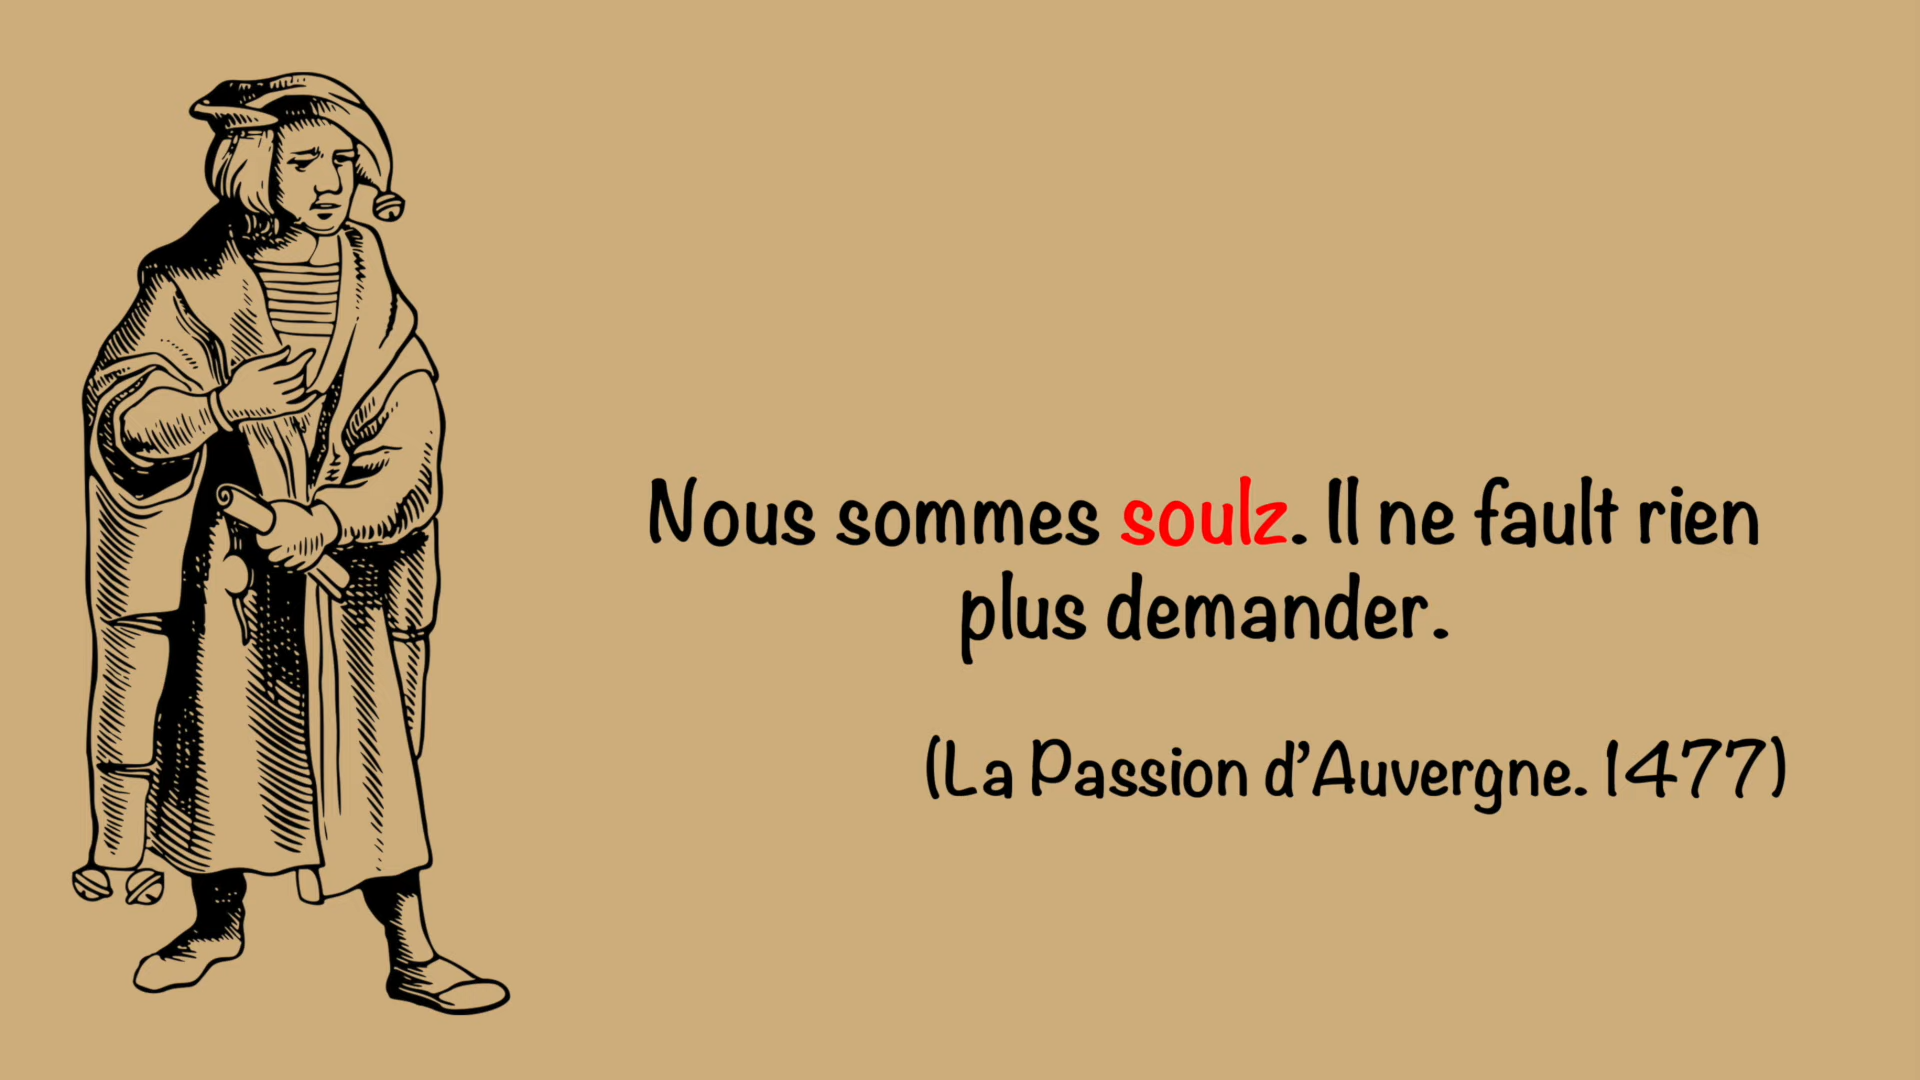 Nous sommes soulz. Il ne fault rien
plus demander.
(La Passion d'Auvergne. 1477)